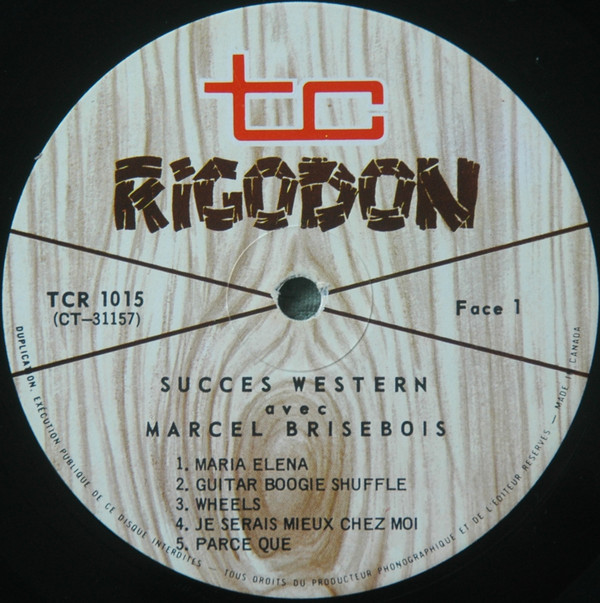 tc
RIGODON
TCR 1015
(CT-31157)
Face 1
SUCCES WESTERN
avec
MARCEL BRISEBOIS
1. MARIA ELENA
2. GUITAR BOOGIE SHUFFLE
3. WHEELS
4. JE SERAIS MIEUX CHEZ MOI
5. PARCE QUE
DUPLICATION, EXÉCUTION PUBLIQUE DE CE DISQUE INTERDITES — TOUS DROITS DU PRODUCTEUR PHONOGRAPHIQUE ET DE L'ÉDITEUR RÉSERVÉS — MADE IN CANADA